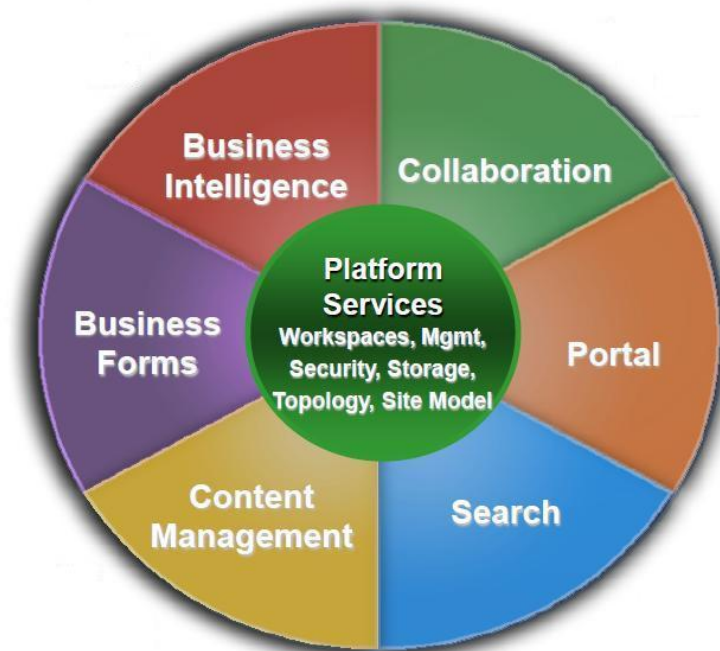 Business
Intelligence
Collaboration
Platform
Services
Workspaces, Mgmt,
Security, Storage,
Topology, Site Model
Business
Forms
Portal
Content
Management
Search